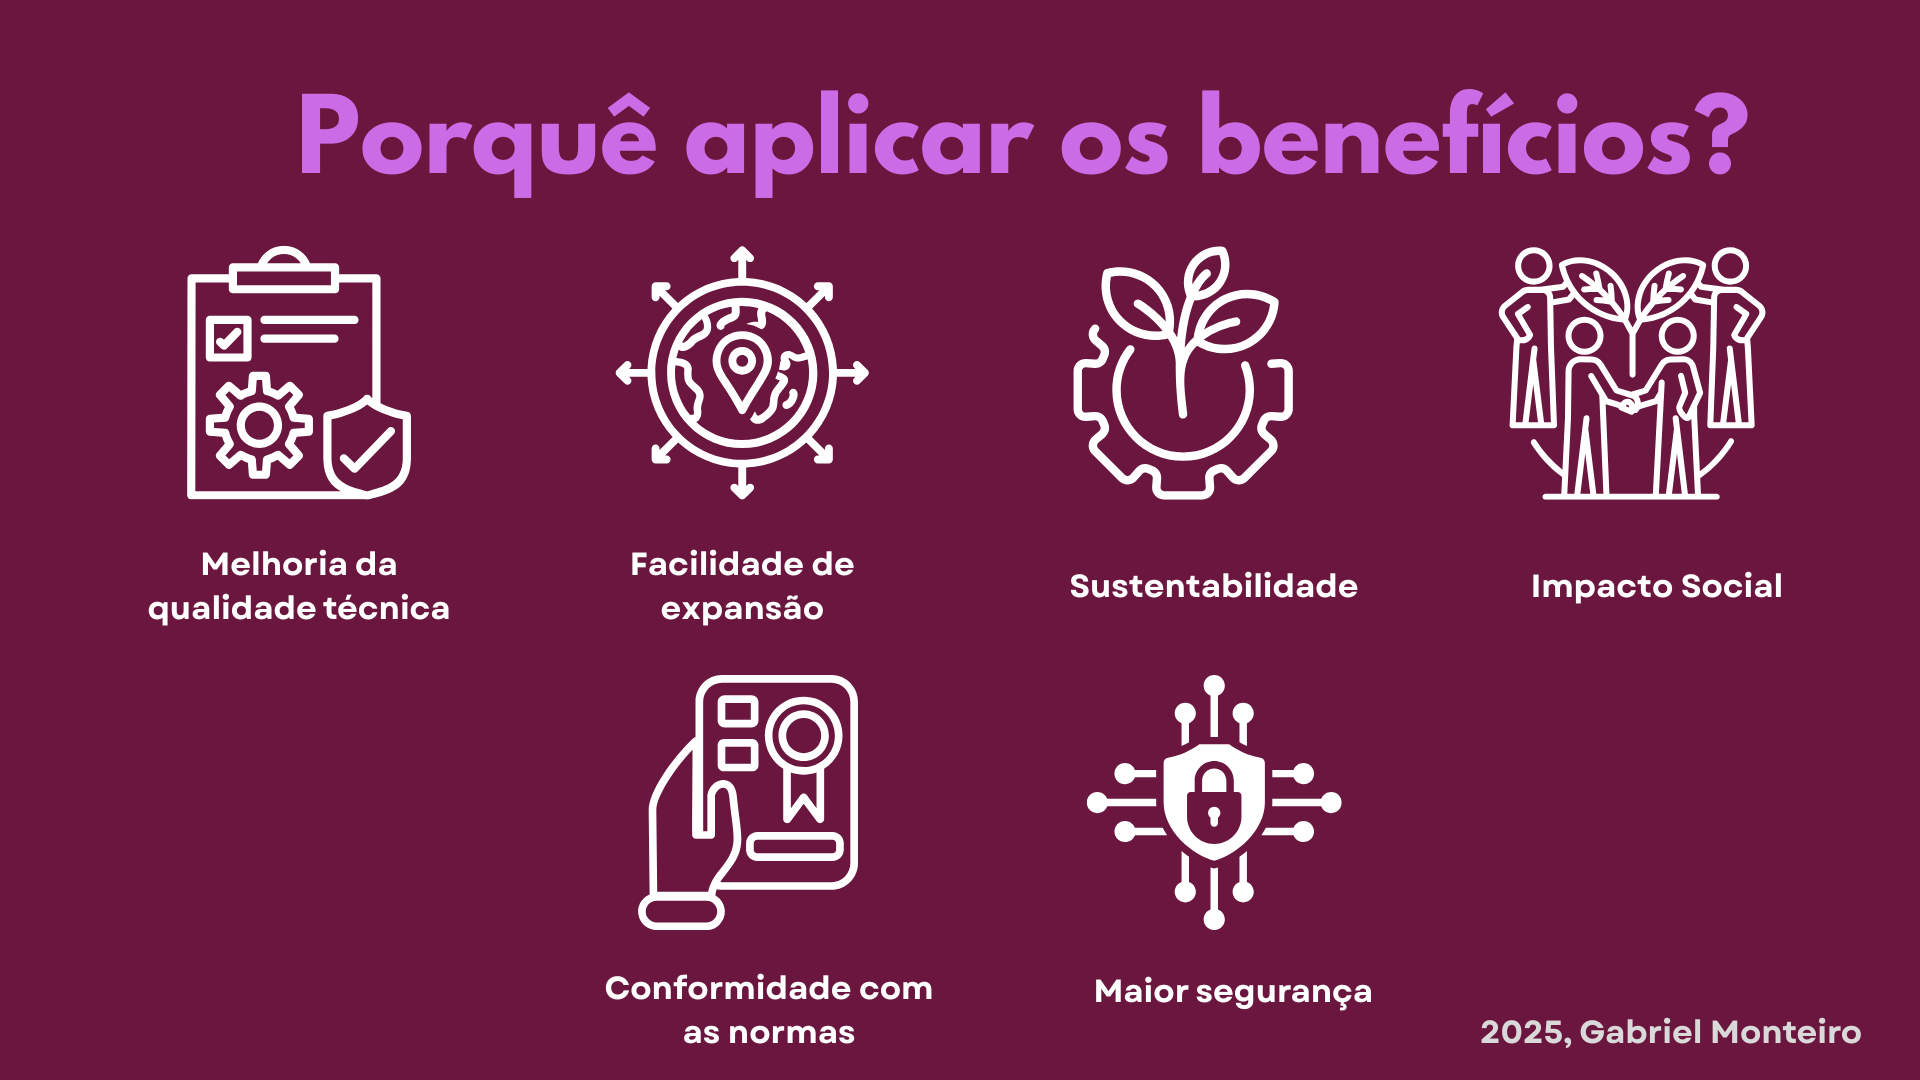 Porquê aplicar os benefícios?
Melhoria da
qualidade técnica
Facilidade de
expansão
Sustentabilidade
Impacto Social
Conformidade com
as normas
Maior segurança
2025, Gabriel Monteiro